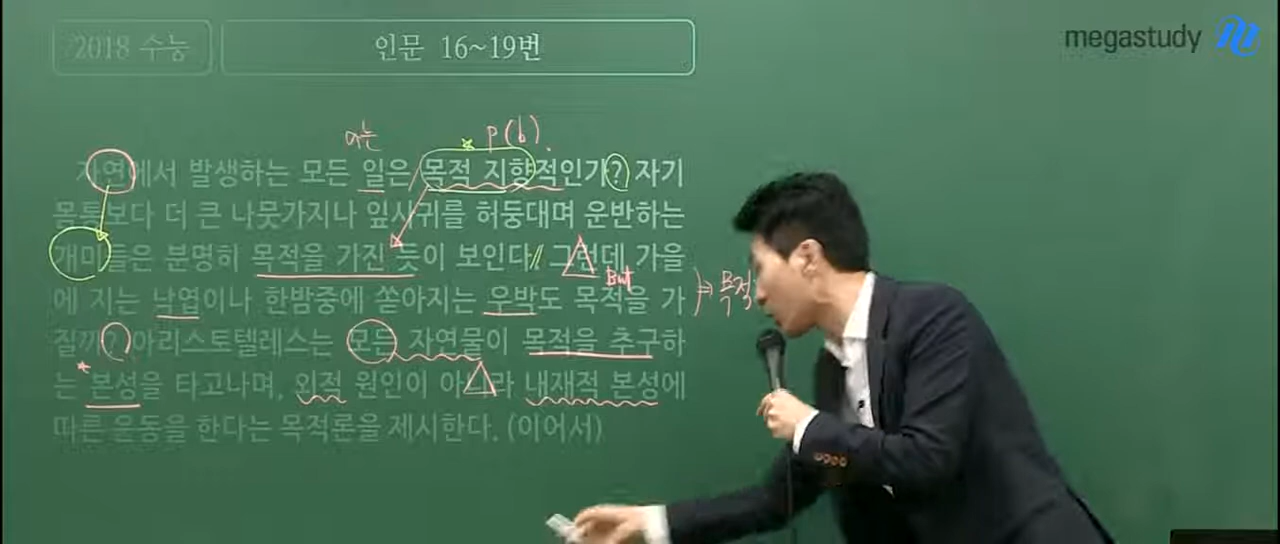 2018 수능
인문 16~19번
megastudy
p(b).
자연에서 발생하는 모든 일은 목적 지향적인가? 자기
몸통보다 더 큰 나뭇가지나 잎사귀를 허둥대며 운반하는
개미들은 분명히 목적을 가진 듯이 보인다. 그런데 가을
But
에 지는 낙엽이나 한밤중에 쏟아지는 우박도 목적을 가
질까? 아리스토텔레스는 모든 자연물이 목적을 추구하
는 본성을 타고나며, 외적 원인이 아니라 내재적 본성에
따른 운동을 한다는 목적론을 제시한다. (이어서)